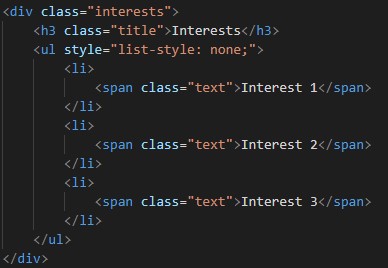 <div class="interests">
    <h3 class="title">Interests</h3>
    <ul style="list-style: none;">
        <li>
            <span class="text">Interest 1</span>
        </li>
        <li>
            <span class="text">Interest 2</span>
        </li>
        <li>
            <span class="text">Interest 3</span>
        </li>
    </ul>
</div>